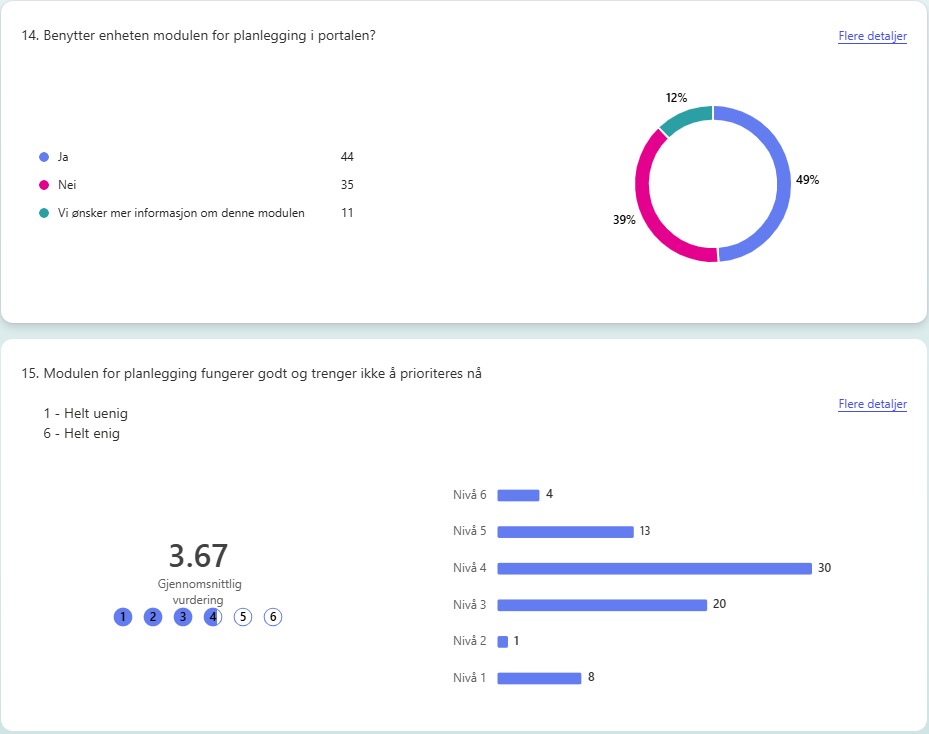 14. Benytter enheten modulen for planlegging i portalen?
Flere detaljer
Ja 44
Nei 35
Vi ønsker mer informasjon om denne modulen 11
12%
49%
39%
15. Modulen for planlegging fungerer godt og trenger ikke å prioriteres nå
Flere detaljer
1 - Helt uenig
6 - Helt enig
3.67
Gjennomsnittlig
vurdering
1 2 3 4 5 6
Nivå 6 4
Nivå 5 13
Nivå 4 30
Nivå 3 20
Nivå 2 1
Nivå 1 8